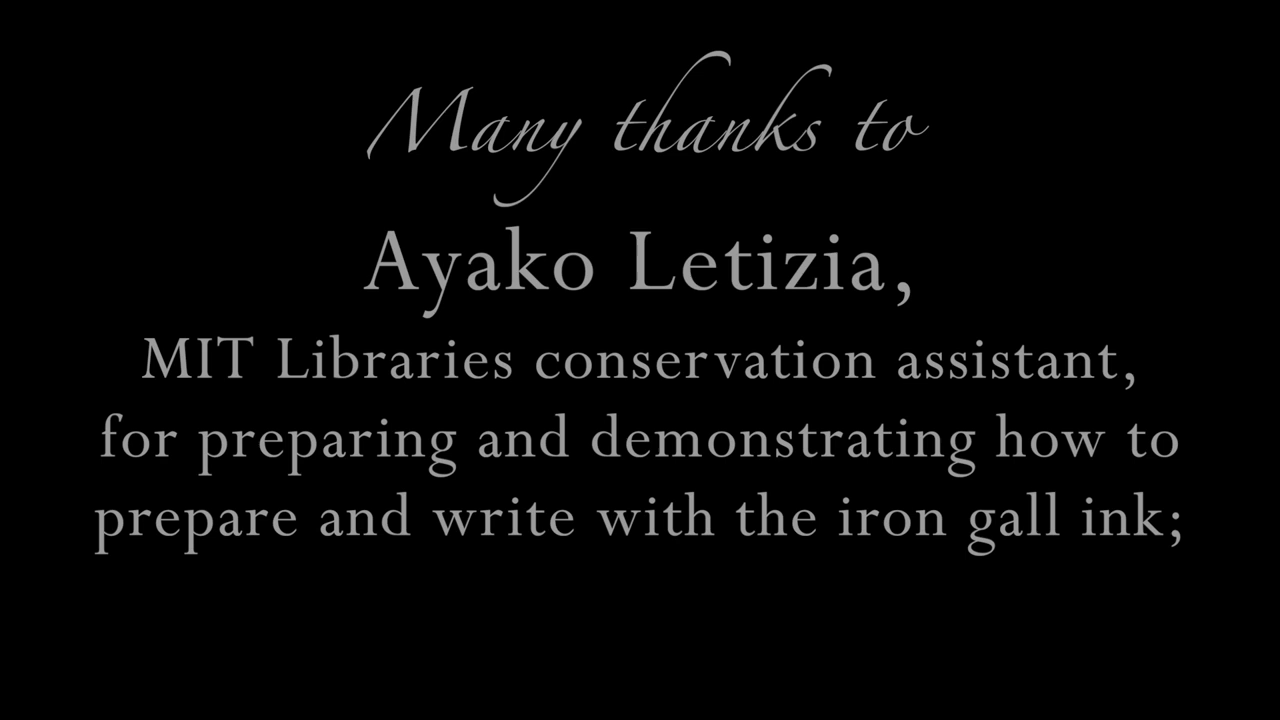 Many thanks to
Ayako Letizia,
MIT Libraries conservation assistant,
for preparing and demonstrating how to
prepare and write with the iron gall ink;